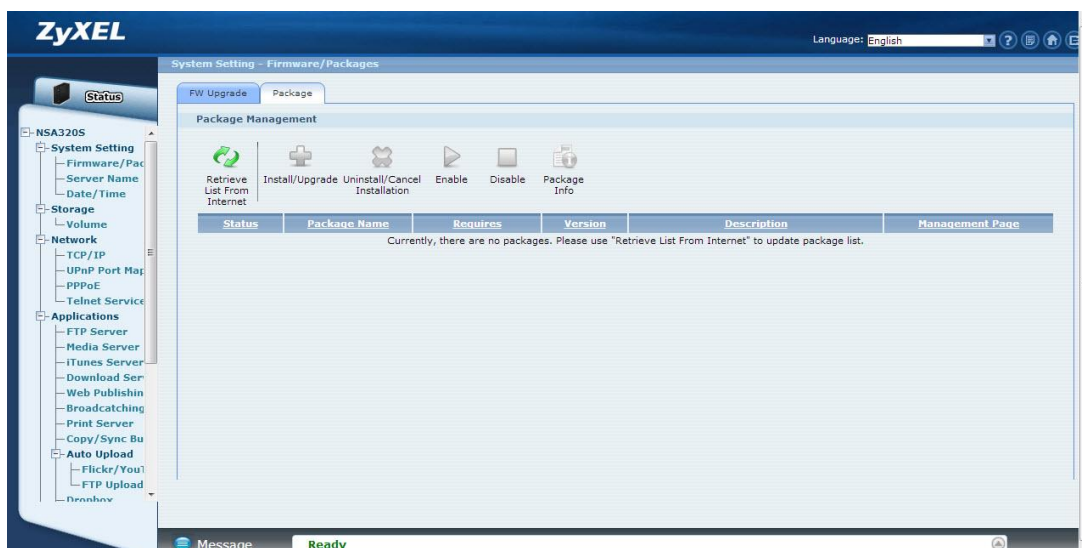 ZyXEL
Language: English
System Setting - Firmware/Packages
Status
FW Upgrade Package
Package Management
NSA320S
System Setting
Firmware/Pac
Server Name
Date/Time
Storage
Volume
Network
TCP/IP
UPnP Port Map
PPPoE
Telnet Service
Applications
FTP Server
Media Server
iTunes Server
Download Ser
Web Publishin
Broadcatching
Print Server
Copy/Sync Bu
Auto Upload
Flickr/YouT
FTP Upload
Dropbox
Retrieve List From Internet
Install/Upgrade
Uninstall/Cancel Installation
Enable
Disable
Package Info
Status Package Name Requires Version Description Management Page
Currently, there are no packages. Please use "Retrieve List From Internet" to update package list.
Message Ready